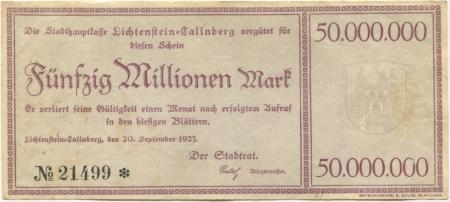 Die Stadthauptkasse Lichtenstein-Callnberg vergütet für
diesen Schein
Fünfzig Millionen Mark
Er verliert seine Gültigkeit einen Monat nach erfolgtem Aufruf
in den hiesigen Blättern.
Lichtenstein-Callnberg, den 20. September 1923.
Der Stadtrat.
Bürgermeister.
№ 21499 *
50.000.000
50.000.000